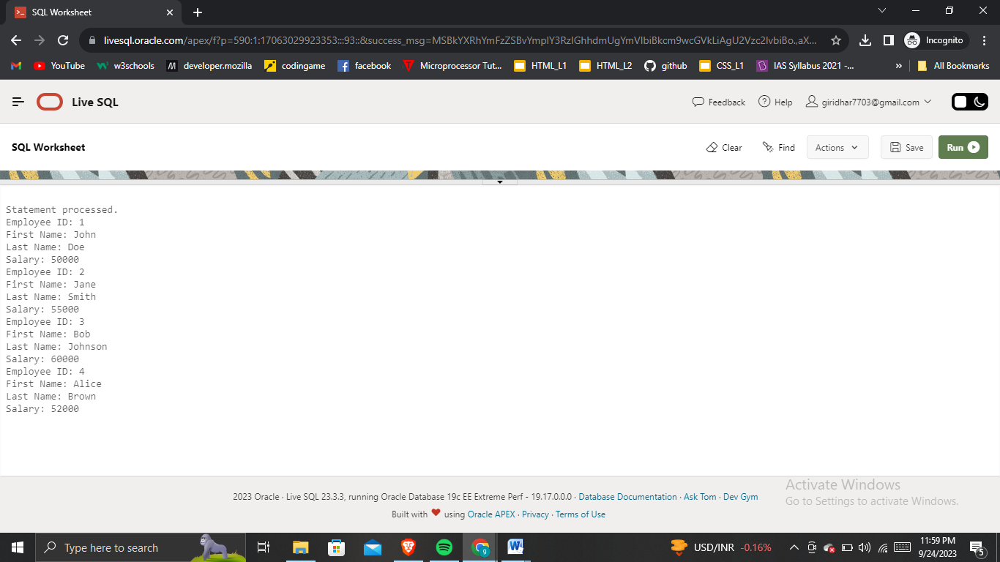 SQL Worksheet
livesql.oracle.com/apex/f?p=590:1:17063029923353:::93::&success_msg=MSBkYXRhYmFzZSBvYmplY3RzIGhhdmUgYmVlbiBkcm9wcGVkLiAgU2Vzc2lvbiBo.,aX...
Incognito
YouTube w3schools developer.mozilla codingame facebook Microprocessor Tut... HTML_L1 HTML_L2 github CSS_L1 IAS Syllabus 2021 -... » All Bookmarks
Live SQL Feedback Help giridhar7703@gmail.com
SQL Worksheet Clear Find Actions Save Run
Statement processed.
Employee ID: 1
First Name: John
Last Name: Doe
Salary: 50000
Employee ID: 2
First Name: Jane
Last Name: Smith
Salary: 55000
Employee ID: 3
First Name: Bob
Last Name: Johnson
Salary: 60000
Employee ID: 4
First Name: Alice
Last Name: Brown
Salary: 52000
Activate Windows
Go to Settings to activate Windows.
2023 Oracle · Live SQL 23.3.3, running Oracle Database 19c EE Extreme Perf - 19.17.0.0.0 · Database Documentation · Ask Tom · Dev Gym
Built with ❤ using Oracle APEX · Privacy · Terms of Use
Type here to search
USD/INR -0.16%
11:59 PM
9/24/2023
5